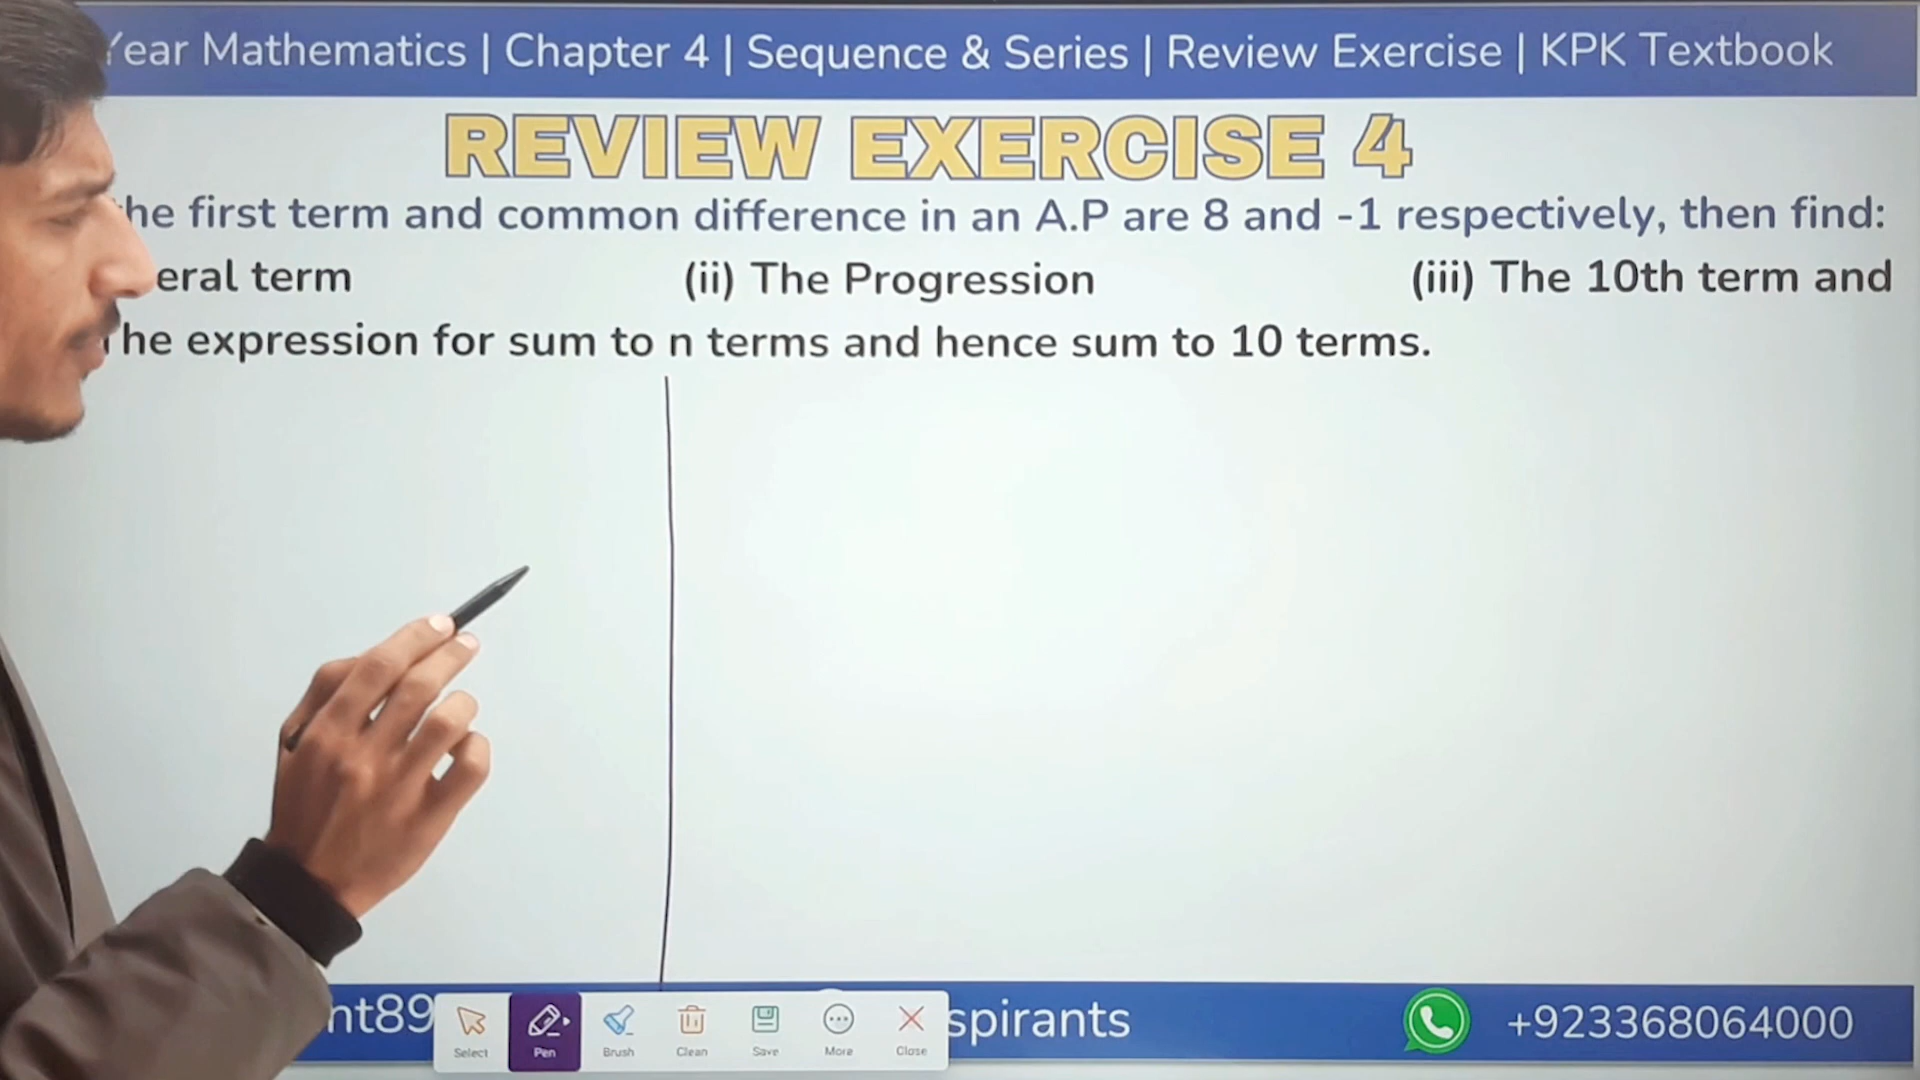 Year Mathematics | Chapter 4 | Sequence & Series | Review Exercise | KPK Textbook
REVIEW EXERCISE 4
he first term and common difference in an A.P are 8 and -1 respectively, then find:
eral term (ii) The Progression (iii) The 10th term and
he expression for sum to n terms and hence sum to 10 terms.
nt89 spirants +923368064000
Select Pen Brush Clean Save More Close